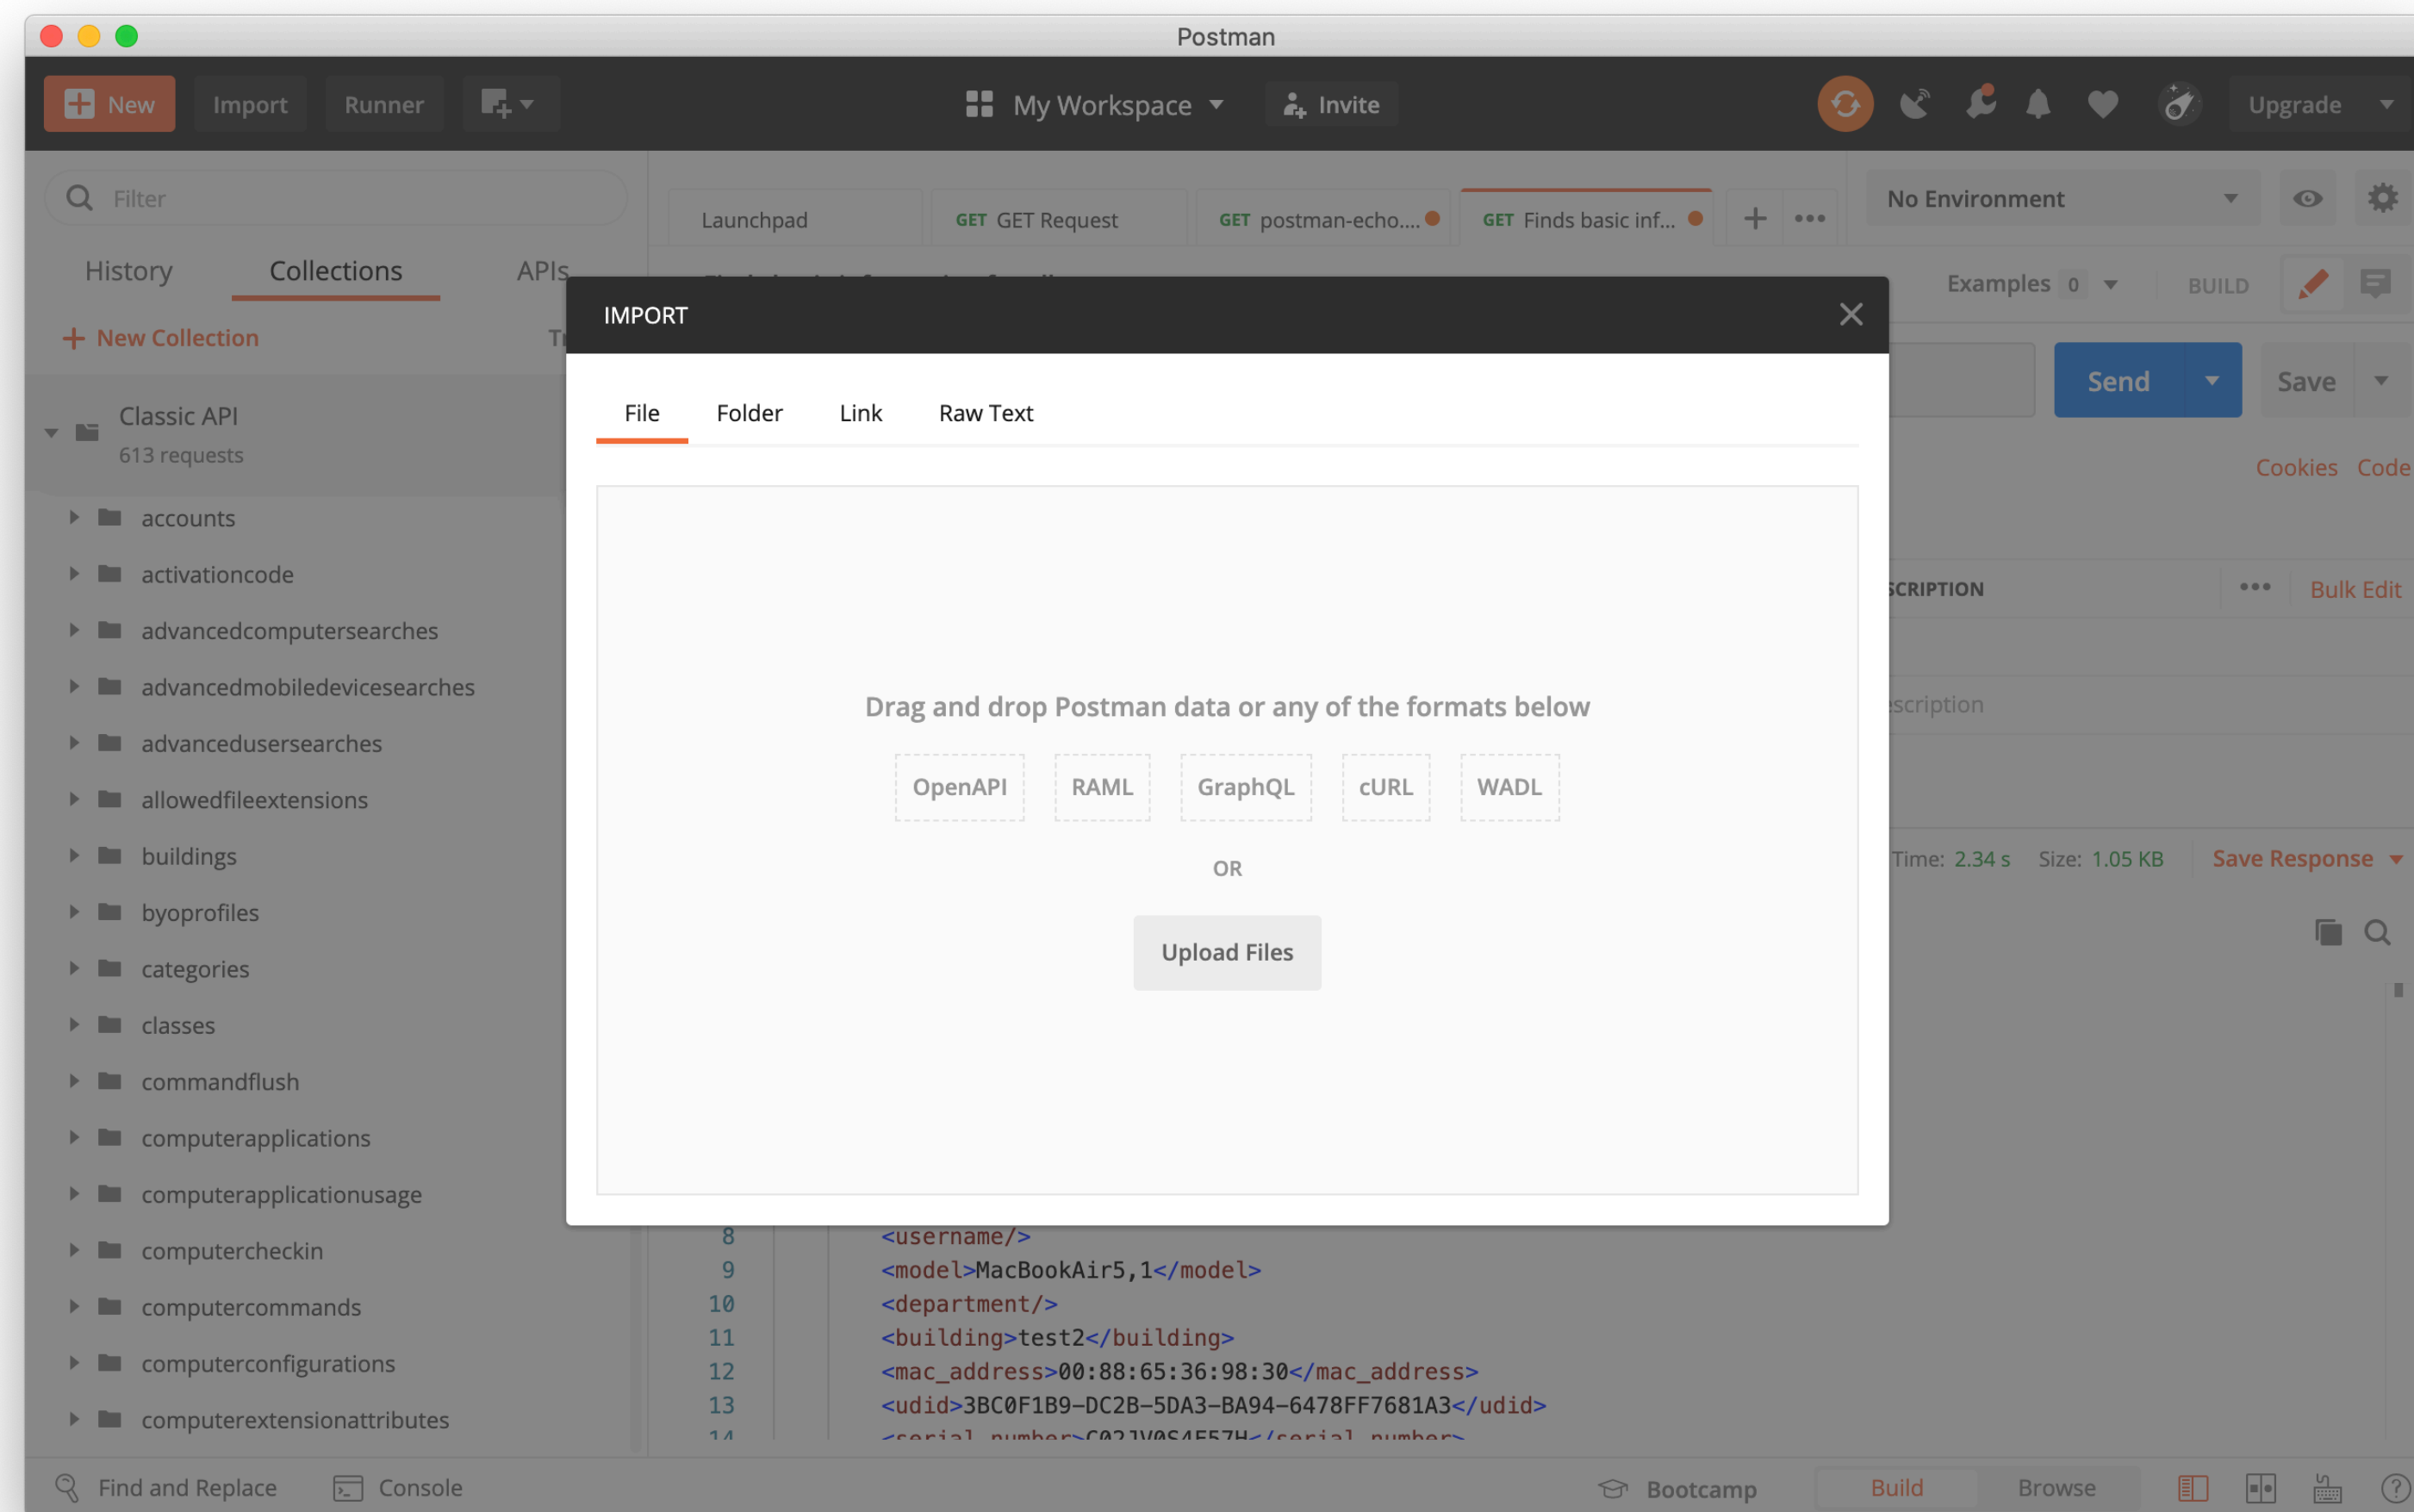 Postman
New
Import
Runner
My Workspace
Invite
Upgrade
Filter
Launchpad
GET GET Request
GET postman-echo....
GET Finds basic inf...
No Environment
History
Collections
APIs
Examples 0
BUILD
New Collection
IMPORT
Send
Save
File
Folder
Link
Raw Text
Classic API
613 requests
Cookies
Code
accounts
activationcode
advancedcomputersearches
advancedmobiledevicesearches
advancedusersearches
allowedfileextensions
buildings
byoprofiles
categories
classes
commandflush
computerapplications
computerapplicationusage
computercheckin
computercommands
computerconfigurations
computerextensionattributes
Bulk Edit
Drag and drop Postman data or any of the formats below
OpenAPI
RAML
GraphQL
cURL
WADL
OR
Upload Files
Time: 2.34 s
Size: 1.05 KB
Save Response
8 <username/>
9 <model>MacBookAir5,1</model>
10 <department/>
11 <building>test2</building>
12 <mac_address>00:88:65:36:98:30</mac_address>
13 <udid>3BC0F1B9-DC2B-5DA3-BA94-6478FF7681A3</udid>
Find and Replace
Console
Bootcamp
Build
Browse